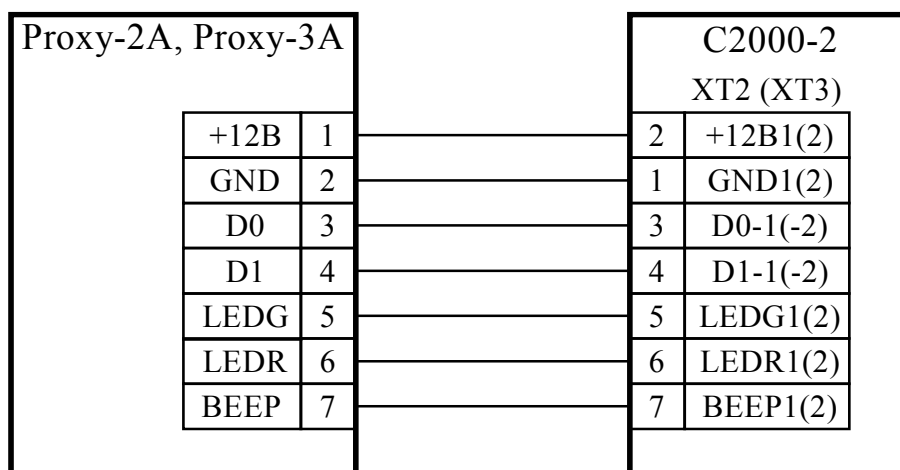 Proxy-2A, Proxy-3A
C2000-2
XT2 (XT3)
+12В 1 2 +12В1(2)
GND 2 1 GND1(2)
D0 3 3 D0-1(-2)
D1 4 4 D1-1(-2)
LEDG 5 5 LEDG1(2)
LEDR 6 6 LEDR1(2)
BEEP 7 7 BEEP1(2)